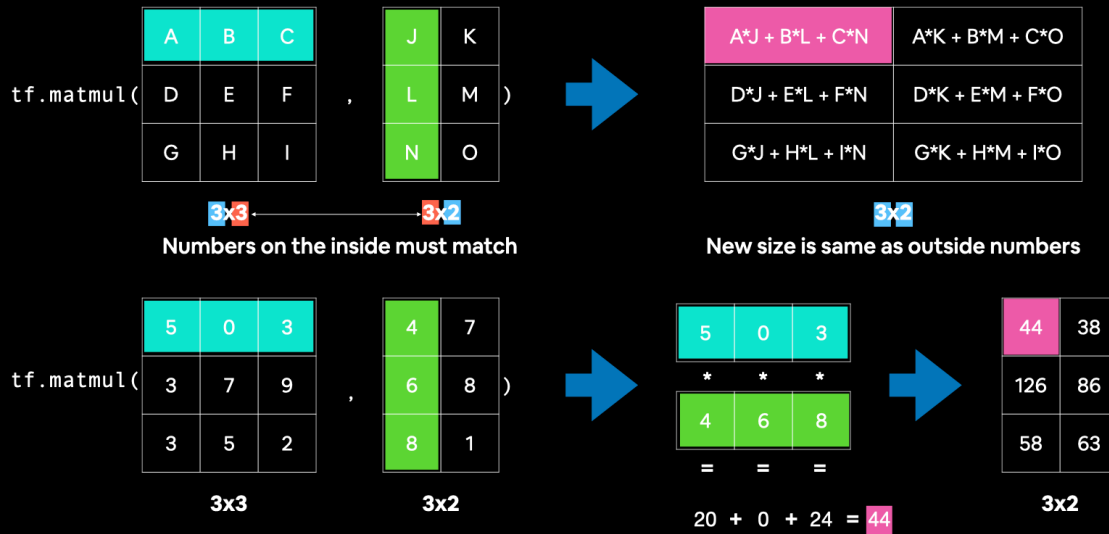 A B C J K A*J + B*L + C*N A*K + B*M + C*O
tf.matmul( D E F , L M ) D*J + E*L + F*N D*K + E*M + F*O
G H I N O G*J + H*L + I*N G*K + H*M + I*O
3x3 3x2 3x2
Numbers on the inside must match New size is same as outside numbers
5 0 3 4 7 5 0 3 44 38
tf.matmul( 3 7 9 , 6 8 ) * * * 126 86
4 6 8
3 5 2 8 1 = = = 58 63
3x3 3x2 3x2
20 + 0 + 24 = 44